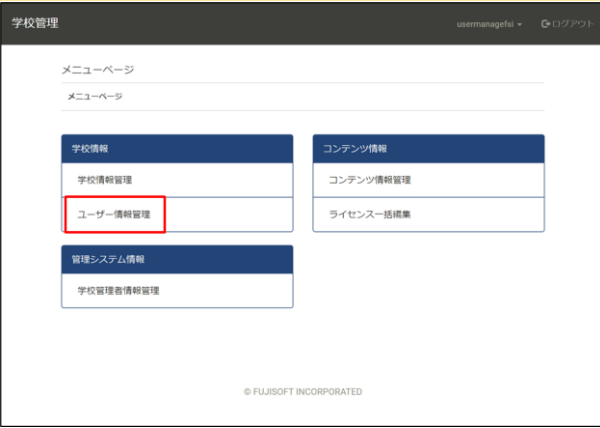 学校管理
usermanagefsi
ログアウト
メニューページ
メニューページ
学校情報
学校情報管理
ユーザー情報管理
コンテンツ情報
コンテンツ情報管理
ライセンス一括編集
管理システム情報
学校管理者情報管理
© FUJISOFT INCORPORATED